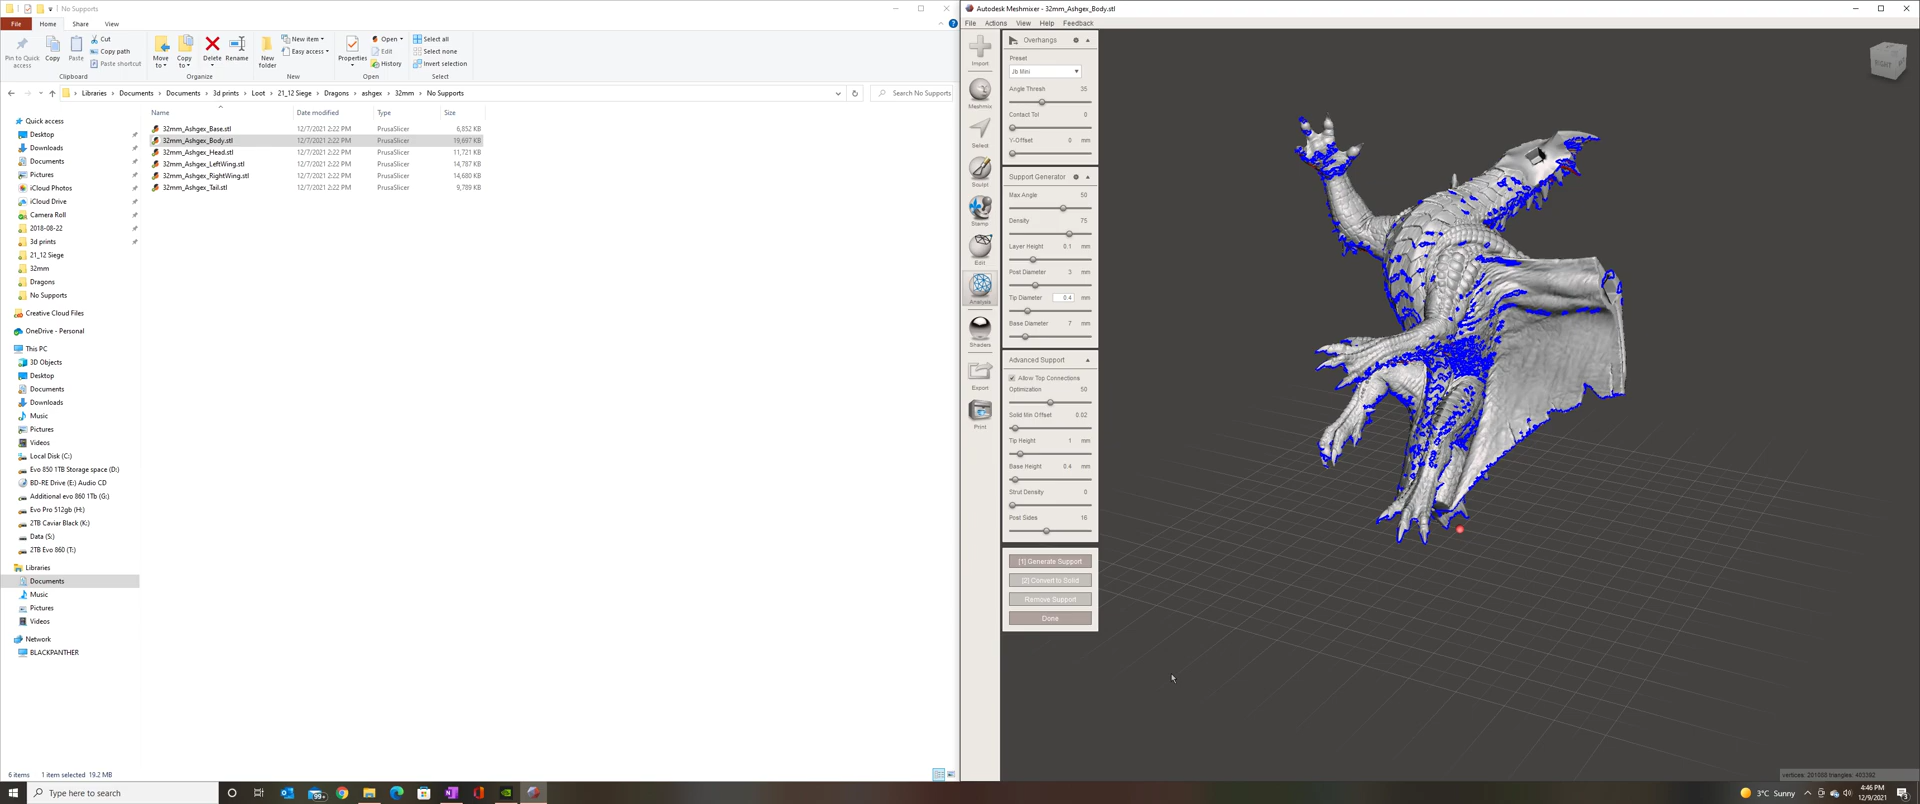 No Supports
File
Home
Share
View
Pin to Quick access
Copy
Paste
Cut
Copy path
Paste shortcut
Clipboard
Move to
Copy to
Delete
Rename
Organize
New folder
New item
Easy access
New
Properties
Open
Edit
History
Open
Select all
Select none
Invert selection
Select
Libraries > Documents > Documents > 3d prints > Loot > 21_12 Siege > Dragons > ashgex > 32mm > No Supports
Search No Supports
Name Date modified Type Size
32mm_Ashgex_Base.stl 12/7/2021 2:22 PM PrusaSlicer 6,852 KB
32mm_Ashgex_Body.stl 12/7/2021 2:22 PM PrusaSlicer 19,697 KB
32mm_Ashgex_Head.stl 12/7/2021 2:22 PM PrusaSlicer 11,721 KB
32mm_Ashgex_LeftWing.stl 12/7/2021 2:22 PM PrusaSlicer 14,787 KB
32mm_Ashgex_RightWing.stl 12/7/2021 2:22 PM PrusaSlicer 14,680 KB
32mm_Ashgex_Tail.stl 12/7/2021 2:22 PM PrusaSlicer 9,789 KB
Quick access
Desktop
Downloads
Documents
Pictures
iCloud Photos
iCloud Drive
Camera Roll
2018-08-22
3d prints
21_12 Siege
32mm
Dragons
No Supports
Creative Cloud Files
OneDrive - Personal
This PC
3D Objects
Desktop
Documents
Downloads
Music
Pictures
Videos
Local Disk (C:)
Evo 850 1TB Storage space (D:)
BD-RE Drive (E:) Audio CD
Additional evo 860 1Tb (G:)
Evo Pro 512gb (H:)
2TB Caviar Black (K:)
Data (S:)
2TB Evo 860 (T:)
Libraries
Documents
Music
Pictures
Videos
Network
BLACKPANTHER
6 items 1 item selected 19.2 MB
Autodesk Meshmixer - 32mm_Ashgex_Body.stl
File Actions View Help Feedback
Import
Meshmix
Select
Sculpt
Stamp
Edit
Analysis
Shaders
Export
Print
Overhangs
Preset
Jb Mini
Angle Thresh 35
Contact Tol 0
Y-Offset 0 mm
Support Generator
Max Angle 50
Density 75
Layer Height 0.1 mm
Post Diameter 3 mm
Tip Diameter 0.4 mm
Base Diameter 7 mm
Advanced Support
Allow Top Connections
Optimization 50
Solid Min Offset 0.02
Tip Height 1 mm
Base Height 0.4 mm
Strut Density 0
Post Sides 16
[1] Generate Support
[2] Convert to Solid
Remove Support
Done
RIGHT
vertices: 201088 triangles: 403392
Type here to search
99+
3°C Sunny
4:46 PM
12/9/2021
3